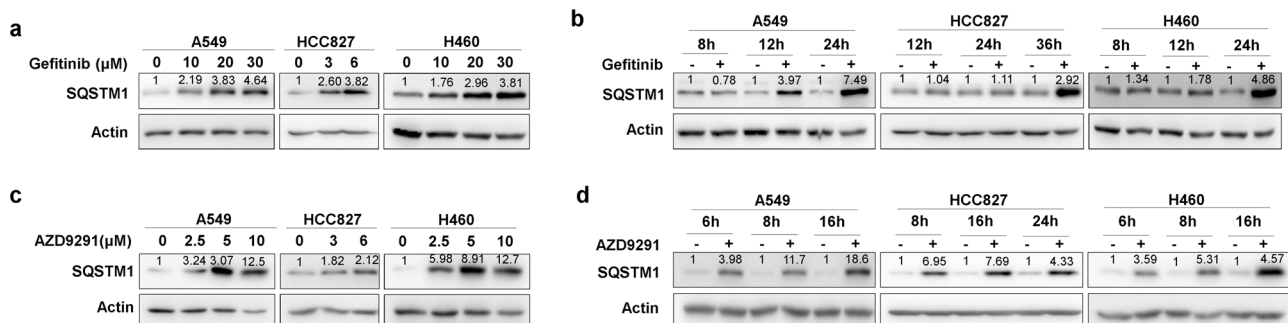 a
A549 HCC827 H460
Gefitinib (μM) 0 10 20 30 0 3 6 0 10 20 30
1 2.19 3.83 4.64 1 2.60 3.82 1 1.76 2.96 3.81
SQSTM1
Actin
b
A549 HCC827 H460
8h 12h 24h 12h 24h 36h 8h 12h 24h
Gefitinib - + - + - + - + - + - + - + - + - +
1 0.78 1 3.97 1 7.49 1 1.04 1 1.11 1 2.92 1 1.34 1 1.78 1 4.86
SQSTM1
Actin
c
A549 HCC827 H460
AZD9291(μM) 0 2.5 5 10 0 3 6 0 2.5 5 10
1 3.24 3.07 12.5 1 1.82 2.12 1 5.98 8.91 12.7
SQSTM1
Actin
d
A549 HCC827 H460
6h 8h 16h 8h 16h 24h 6h 8h 16h
AZD9291 - + - + - + - + - + - + - + - + - +
1 3.98 1 11.7 1 18.6 1 6.95 1 7.69 1 4.33 1 3.59 1 5.31 1 4.57
SQSTM1
Actin